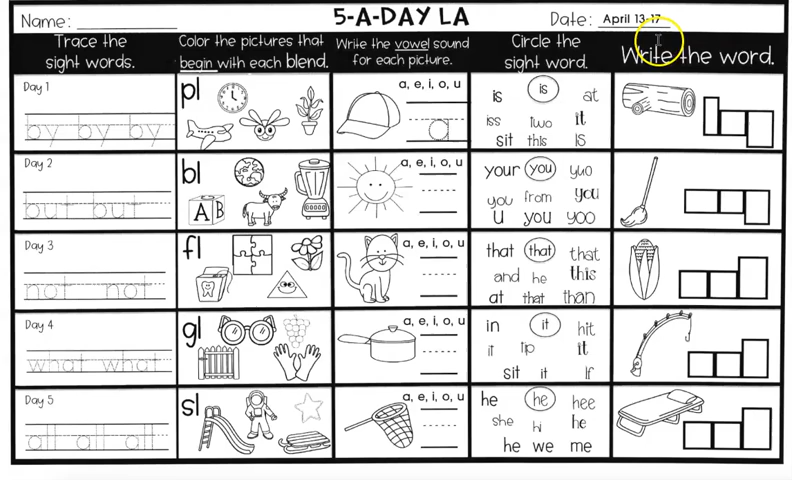 Name:
5-A-DAY LA
Date: April 13-17
Trace the
sight words.
Color the pictures that
begin with each blend.
Write the vowel sound
for each picture.
Circle the
sight word.
Write the word.
Day 1
by by by
pl
a, e, i, o, u
a
is is at
iss two it
sit this is
Day 2
but but
bl
A B
a, e, i, o, u
your you yuo
you from you
u you yoo
Day 3
not not
fl
a, e, i, o, u
that that that
and he this
at that than
Day 4
what what
gl
a, e, i, o, u
in it hit
it tip it
sit it if
Day 5
all all all
sl
a, e, i, o, u
he he hee
she hi he
he we me